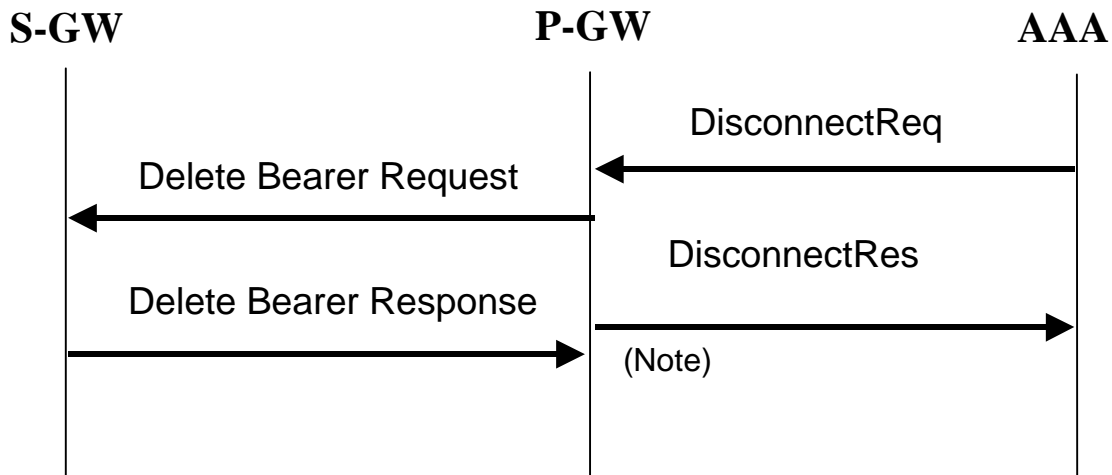 S-GW
P-GW
AAA
DisconnectReq
Delete Bearer Request
DisconnectRes
Delete Bearer Response
(Note)